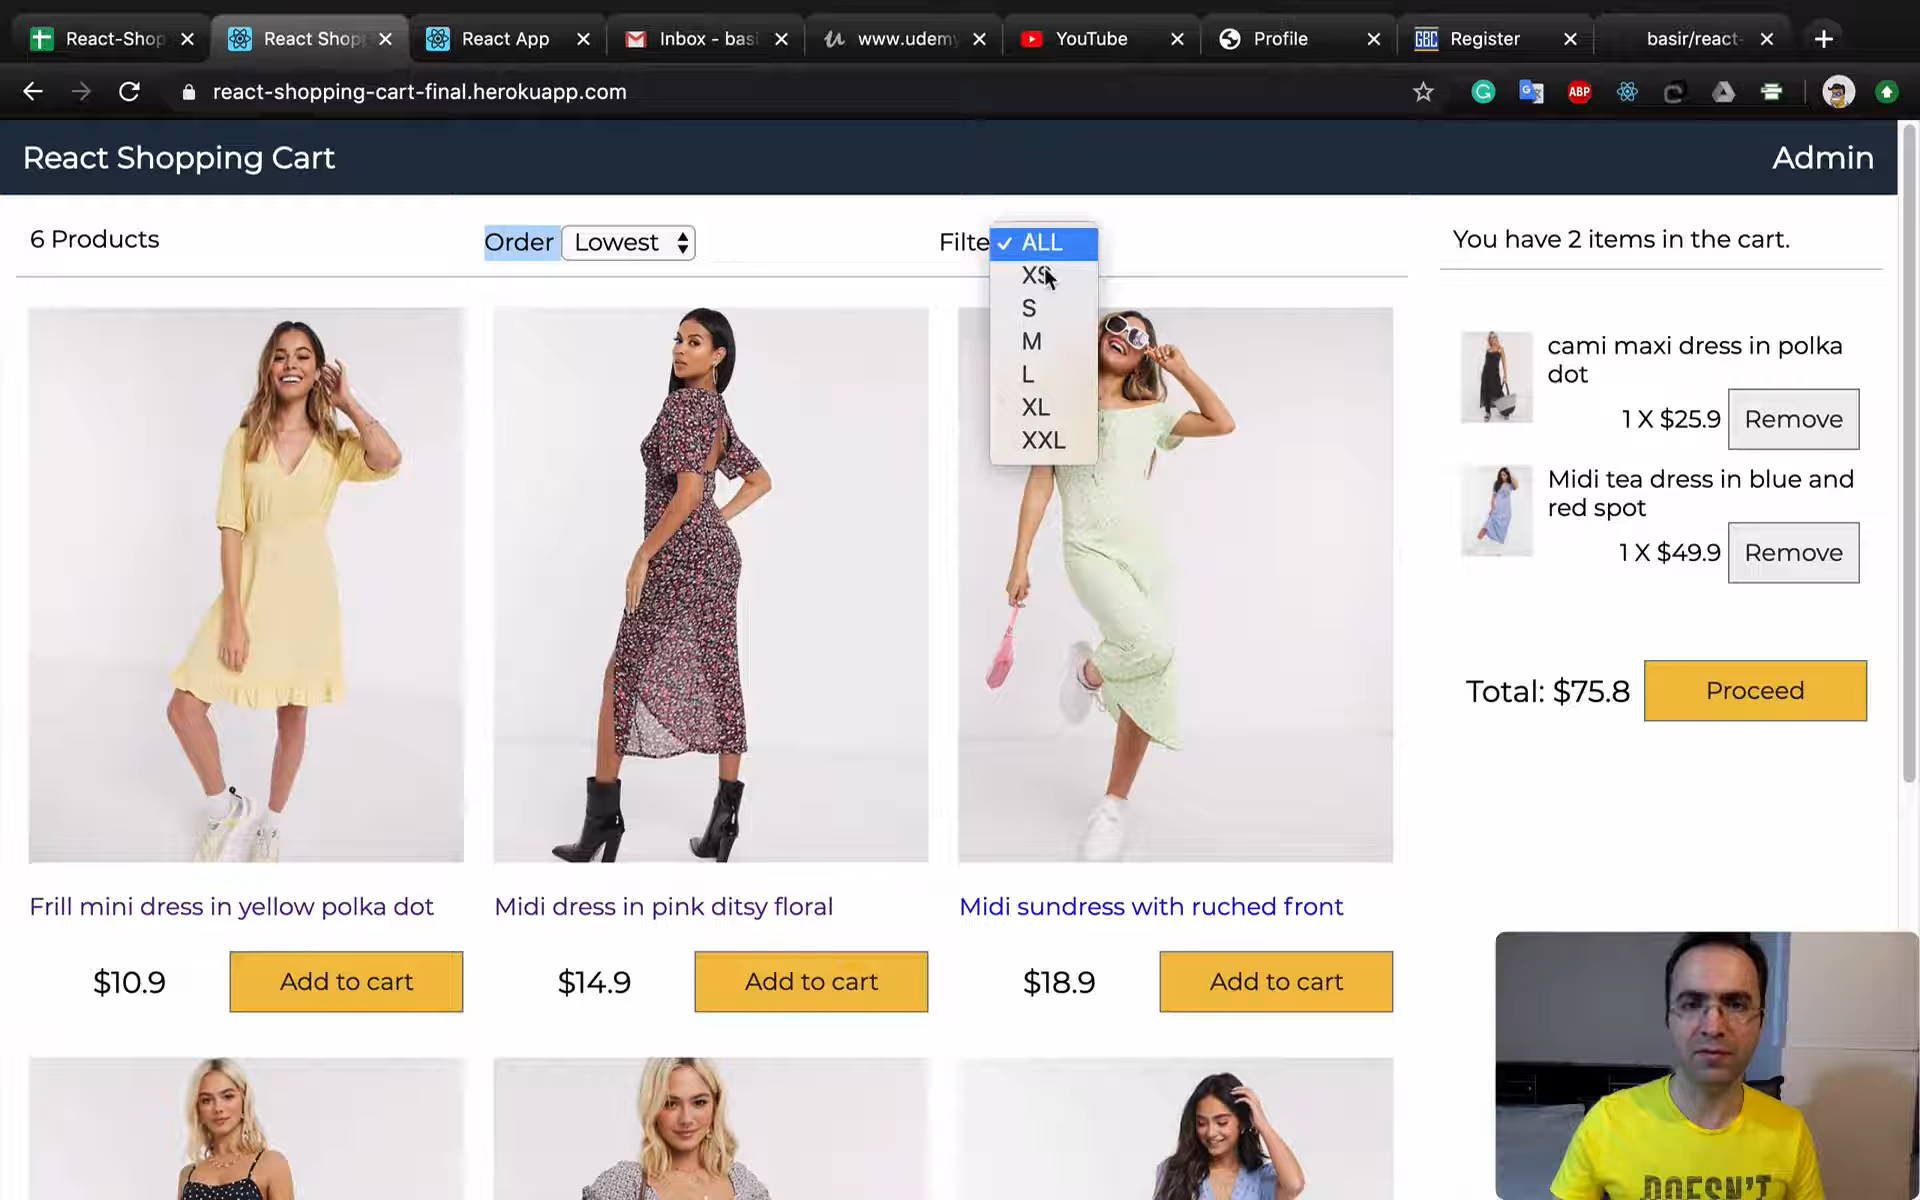 React-Shop
React Shop
React App
Inbox - basi
www.udemy
YouTube
Profile
GBC Register
basir/react-
react-shopping-cart-final.herokuapp.com
ABP
React Shopping Cart
Admin
6 Products
Order Lowest
Filte
✓ ALL
XS
S
M
L
XL
XXL
You have 2 items in the cart.
cami maxi dress in polka
dot
1 X $25.9 Remove
Midi tea dress in blue and
red spot
1 X $49.9 Remove
Total: $75.8 Proceed
Frill mini dress in yellow polka dot
Midi dress in pink ditsy floral
Midi sundress with ruched front
$10.9 Add to cart
$14.9 Add to cart
$18.9 Add to cart
DOESN'T